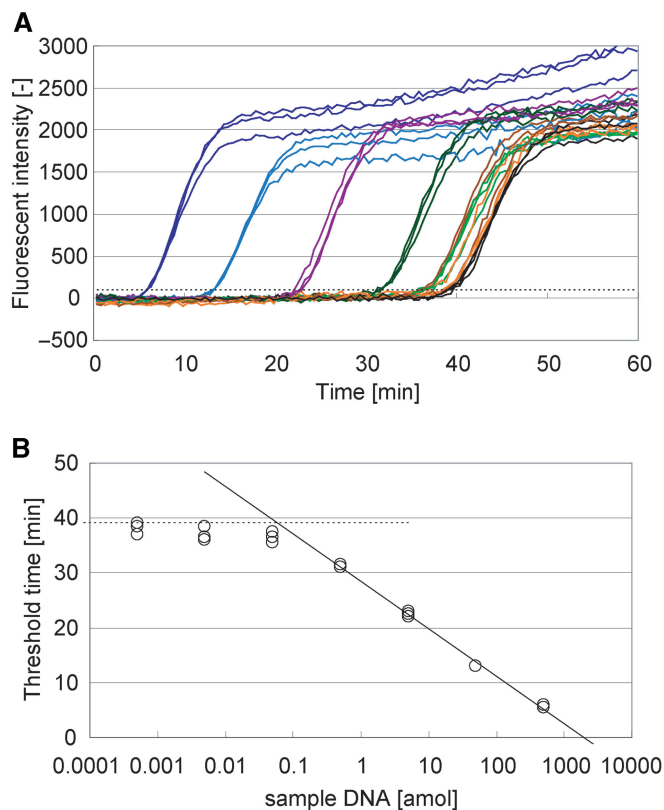 A
3000
2500
2000
1500
1000
500
0
−500
Fluorescent intensity [-]
0 10 20 30 40 50 60
Time [min]
B
50
40
30
20
10
0
Threshold time [min]
0.0001 0.001 0.01 0.1 1 10 100 1000 10000
sample DNA [amol]